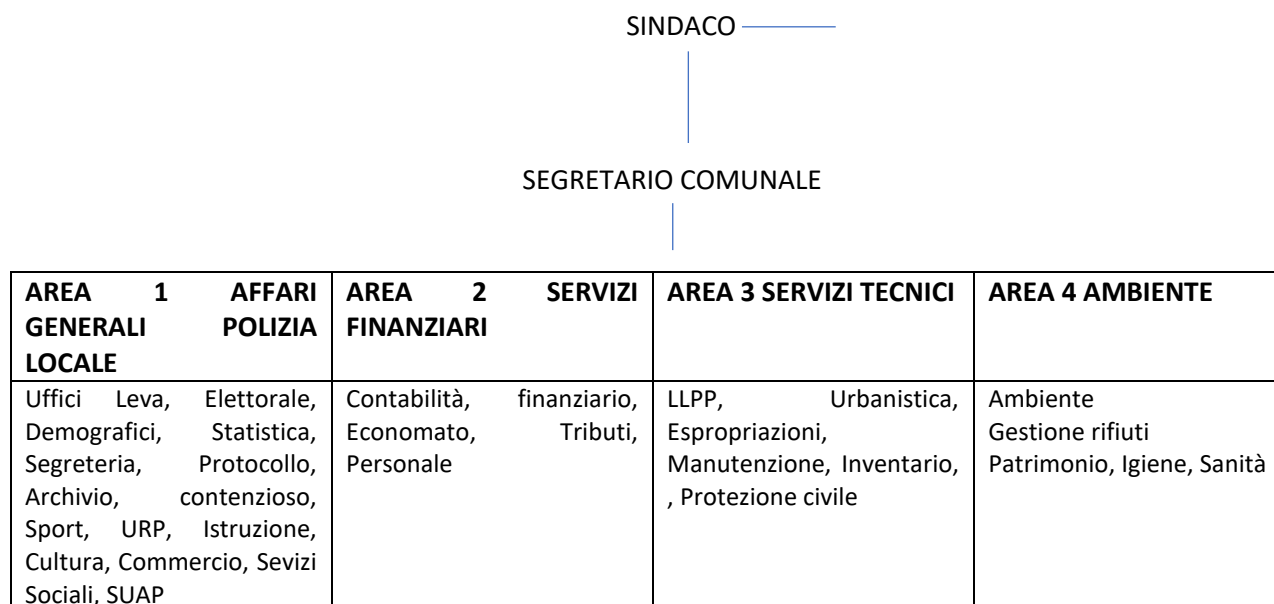 SINDACO
SEGRETARIO COMUNALE
AREA 1 AFFARI
GENERALI POLIZIA
LOCALE
AREA 2 SERVIZI
FINANZIARI
AREA 3 SERVIZI TECNICI
AREA 4 AMBIENTE
Uffici Leva, Elettorale,
Demografici, Statistica,
Segreteria, Protocollo,
Archivio, contenzioso,
Sport, URP, Istruzione,
Cultura, Commercio, Sevizi
Sociali, SUAP
Contabilità, finanziario,
Economato, Tributi,
Personale
LLPP, Urbanistica,
Espropriazioni,
Manutenzione, Inventario,
, Protezione civile
Ambiente
Gestione rifiuti
Patrimonio, Igiene, Sanità